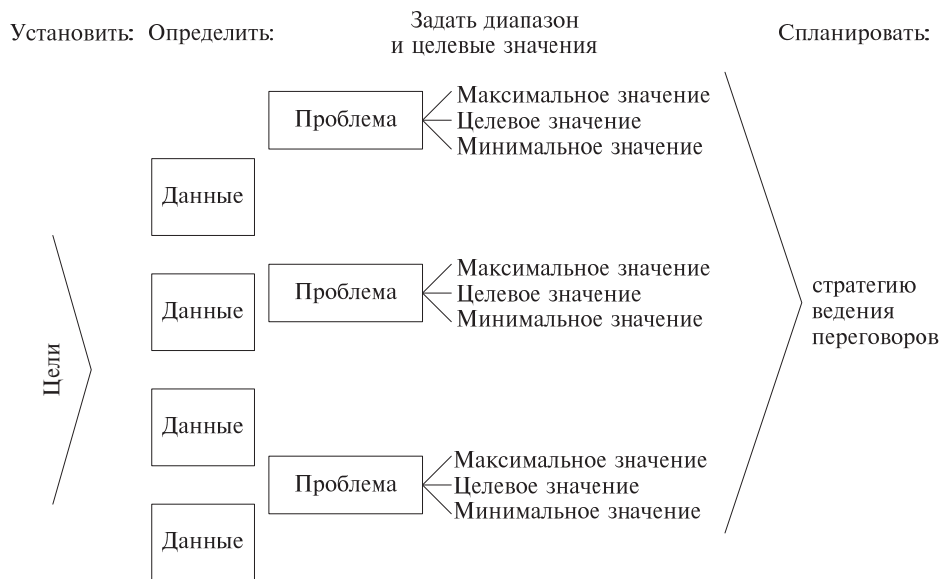 Установить:
Определить:
Задать диапазон
и целевые значения
Спланировать:
Проблема
Максимальное значение
Целевое значение
Минимальное значение
Данные
Проблема
Максимальное значение
Целевое значение
Минимальное значение
Данные
стратегию
ведения
переговоров
Цели
Данные
Проблема
Максимальное значение
Целевое значение
Минимальное значение
Данные